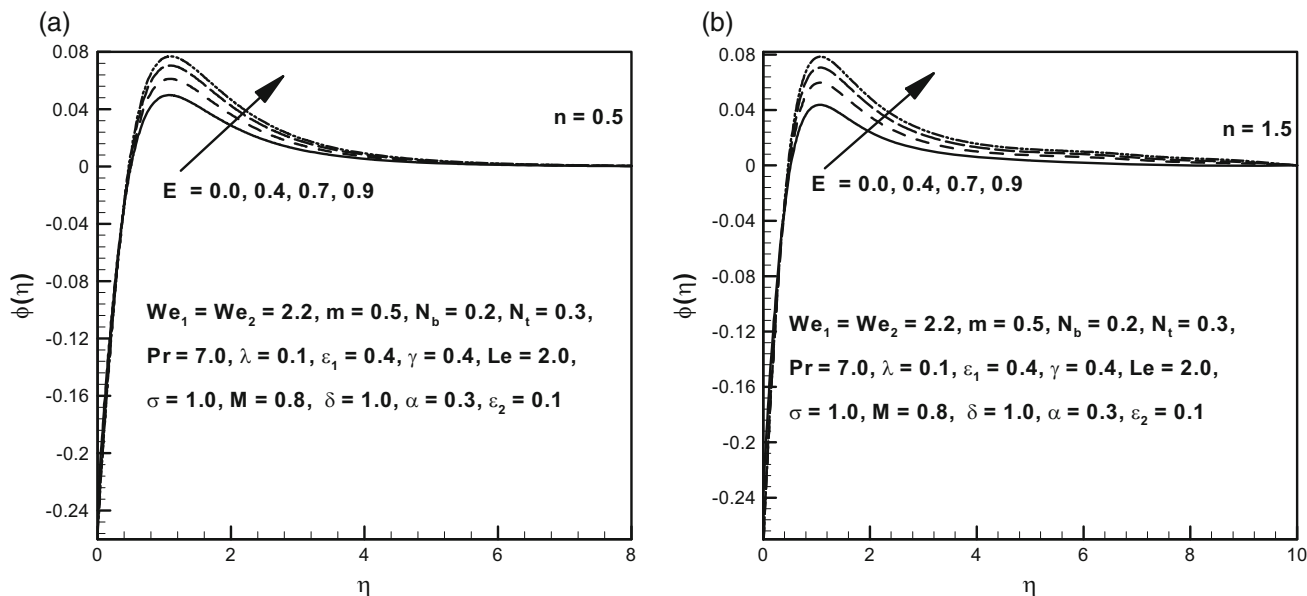 (a)
0.08
0.04
0
-0.04
-0.08
-0.12
-0.16
-0.2
-0.24
ϕ(η)
n = 0.5
E = 0.0, 0.4, 0.7, 0.9
We₁ = We₂ = 2.2, m = 0.5, N_b = 0.2, N_t = 0.3,
Pr = 7.0, λ = 0.1, ε₁ = 0.4, γ = 0.4, Le = 2.0,
σ = 1.0, M = 0.8, δ = 1.0, α = 0.3, ε₂ = 0.1
0 2 4 6 8
η
(b)
0.08
0.04
0
-0.04
-0.08
-0.12
-0.16
-0.2
-0.24
ϕ(η)
n = 1.5
E = 0.0, 0.4, 0.7, 0.9
We₁ = We₂ = 2.2, m = 0.5, N_b = 0.2, N_t = 0.3,
Pr = 7.0, λ = 0.1, ε₁ = 0.4, γ = 0.4, Le = 2.0,
σ = 1.0, M = 0.8, δ = 1.0, α = 0.3, ε₂ = 0.1
0 2 4 6 8 10
η